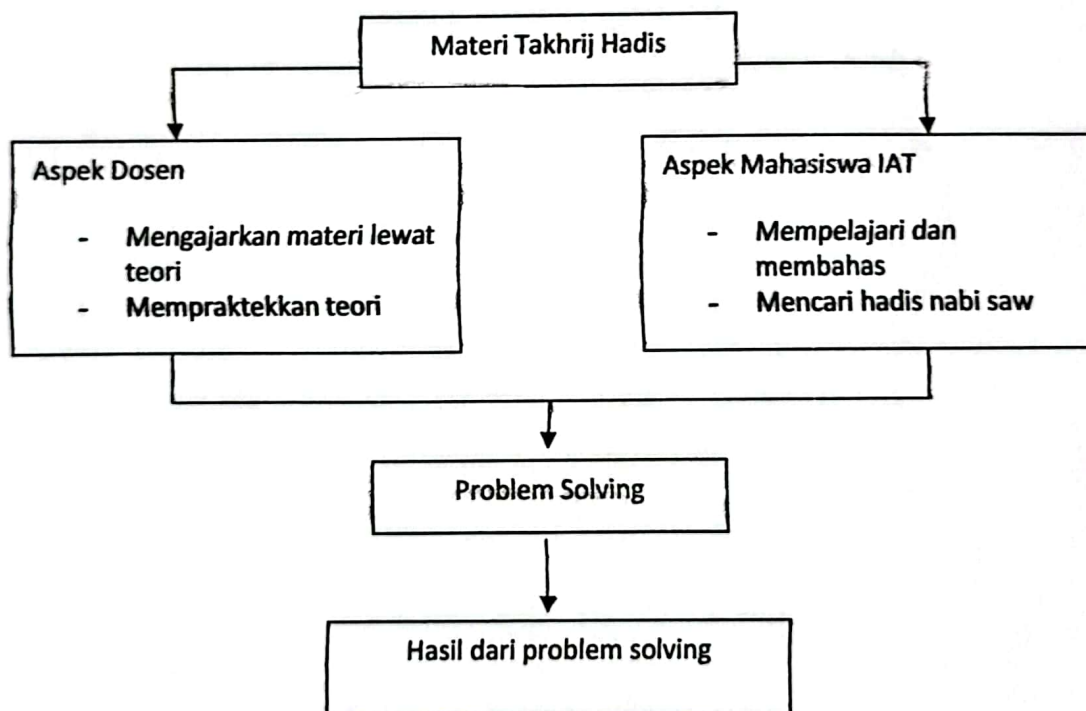 Materi Takhrij Hadis
Aspek Dosen
- Mengajarkan materi lewat
teori
- Mempraktekkan teori
Aspek Mahasiswa IAT
- Mempelajari dan
membahas
- Mencari hadis nabi saw
Problem Solving
Hasil dari problem solving